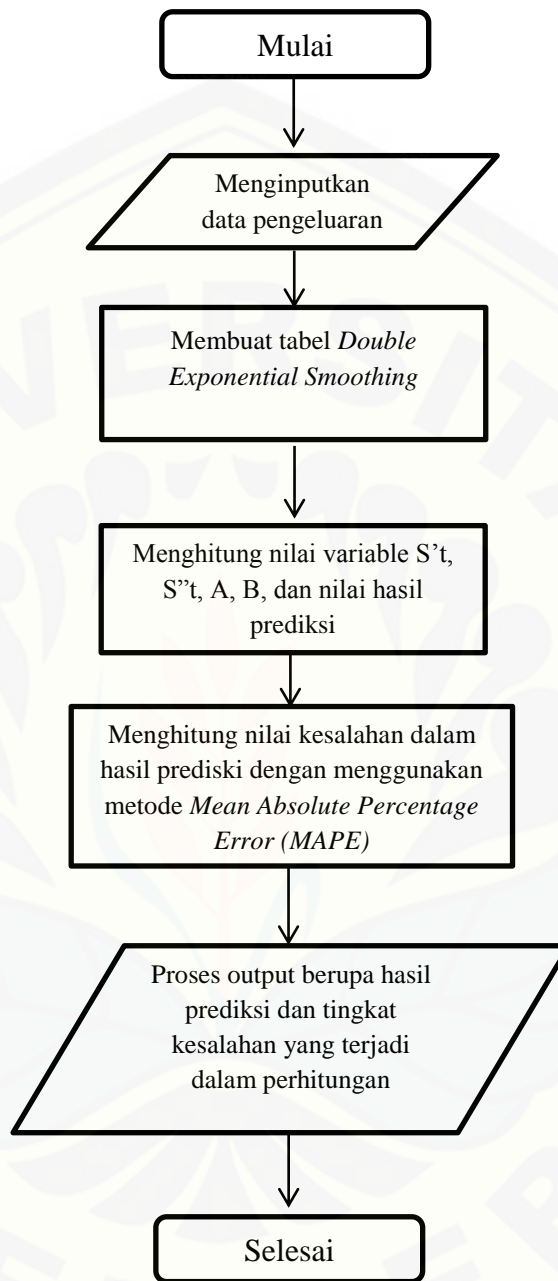 Mulai
Menginputkan
data pengeluaran
Membuat tabel Double
Exponential Smoothing
Menghitung nilai variable S’t,
S”t, A, B, dan nilai hasil
prediksi
Menghitung nilai kesalahan dalam
hasil prediski dengan menggunakan
metode Mean Absolute Percentage
Error (MAPE)
Proses output berupa hasil
prediksi dan tingkat
kesalahan yang terjadi
dalam perhitungan
Selesai